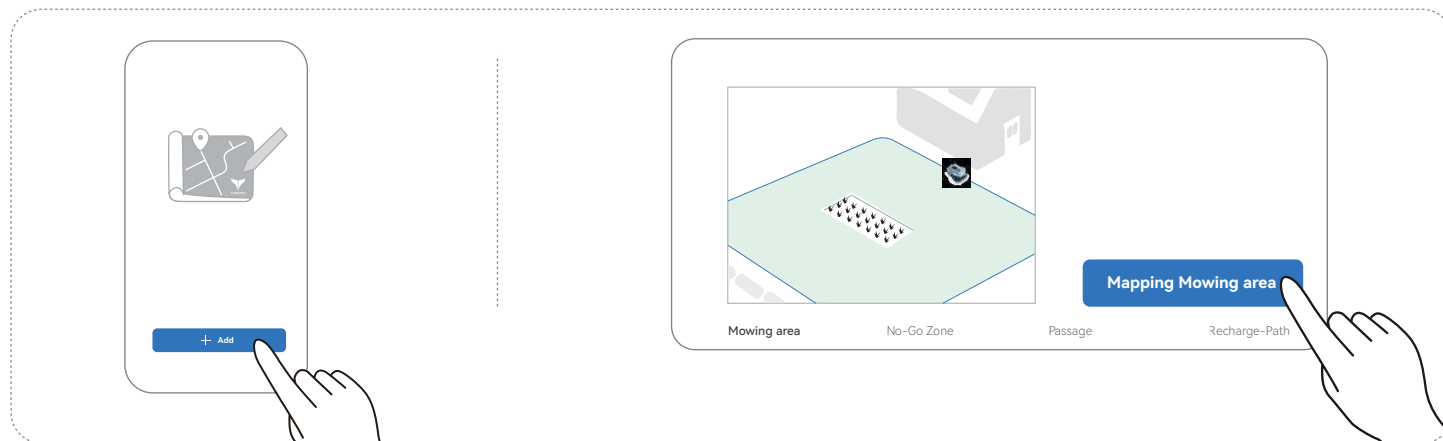 Add
Mapping Mowing area
Mowing area
No-Go Zone
Passage
Recharge-Path